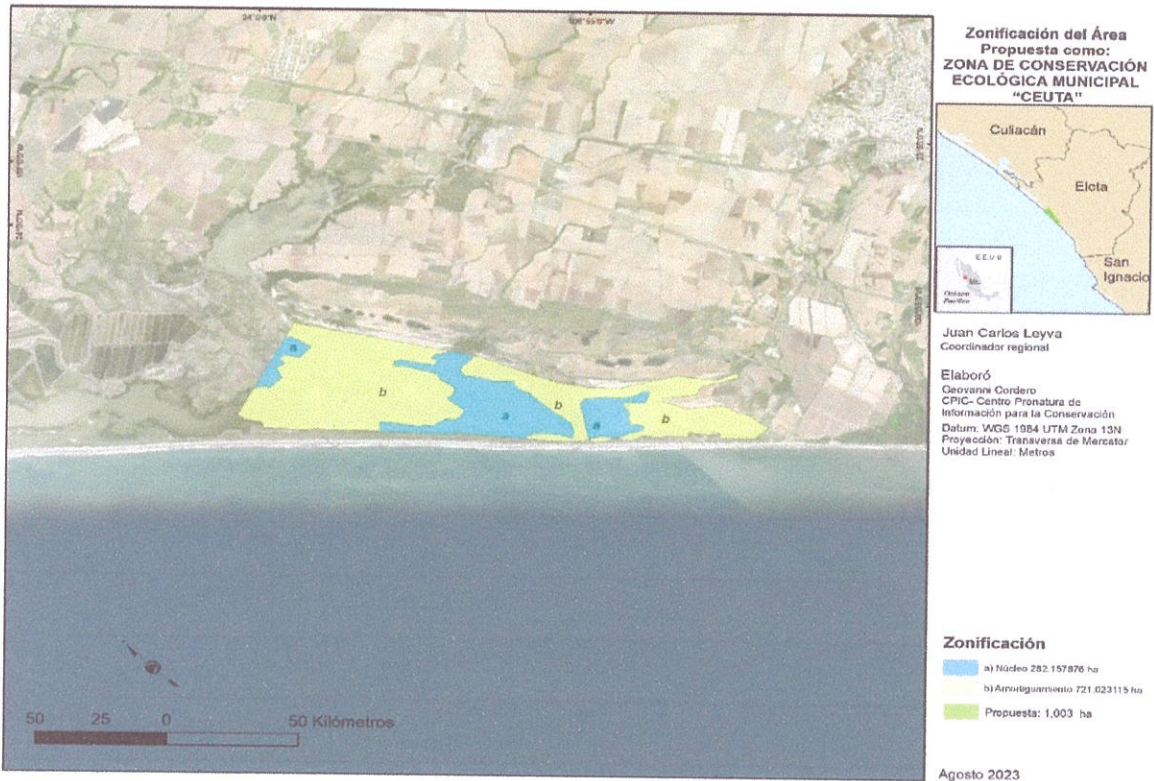 Zonificación del Área
Propuesta como:
ZONA DE CONSERVACIÓN
ECOLÓGICA MUNICIPAL
“CEUTA”
Culiacán
Elota
San
Ignacio
E.E.U.U
Océano
Pacífico
Juan Carlos Leyva
Coordinador regional
Elaboró
Geovanni Cordero
CPIC- Centro Pronatura de
Información para la Conservación
Datum: WGS 1984 UTM Zona 13N
Proyección: Transversa de Mercator
Unidad Lineal: Metros
a
b
a
b
a
b
50 25 0 50 Kilómetros
Zonificación
a) Núcleo 282.157876 ha
b) Amortiguamiento 721.023115 ha
Propuesta: 1,003 ha
Agosto 2023